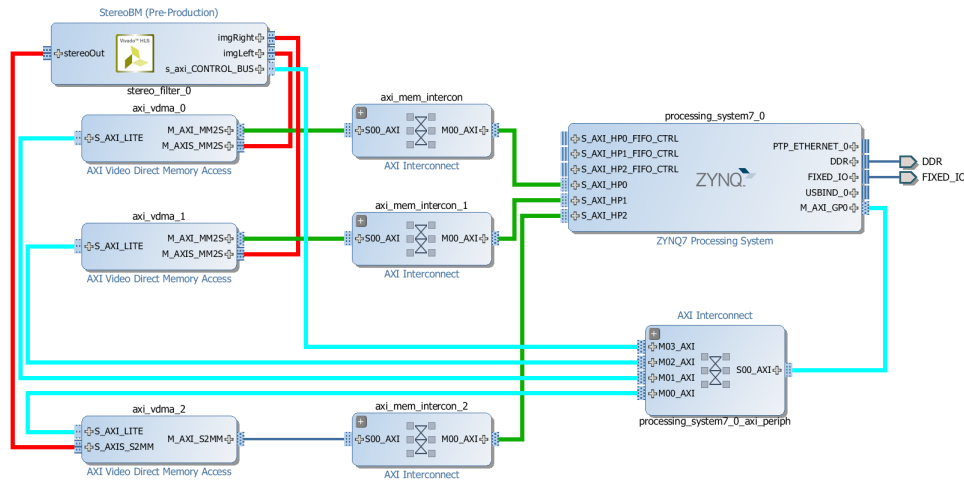 StereoBM (Pre-Production)
stereoOut
Vivado™ HLS
imgRight
imgLeft
s_axi_CONTROL_BUS
stereo_filter_0
axi_vdma_0
S_AXI_LITE
M_AXI_MM2S
M_AXIS_MM2S
AXI Video Direct Memory Access
axi_mem_intercon
S00_AXI
M00_AXI
AXI Interconnect
processing_system7_0
S_AXI_HP0_FIFO_CTRL
S_AXI_HP1_FIFO_CTRL
S_AXI_HP2_FIFO_CTRL
S_AXI_HP0
S_AXI_HP1
S_AXI_HP2
ZYNQ
PTP_ETHERNET_0
DDR
FIXED_IO
USBIND_0
M_AXI_GP0
DDR
FIXED_IO
ZYNQ7 Processing System
axi_vdma_1
S_AXI_LITE
M_AXI_MM2S
M_AXIS_MM2S
AXI Video Direct Memory Access
axi_mem_intercon_1
S00_AXI
M00_AXI
AXI Interconnect
AXI Interconnect
M03_AXI
M02_AXI
M01_AXI
M00_AXI
S00_AXI
processing_system7_0_axi_periph
axi_vdma_2
S_AXI_LITE
S_AXIS_S2MM
M_AXI_S2MM
AXI Video Direct Memory Access
axi_mem_intercon_2
S00_AXI
M00_AXI
AXI Interconnect